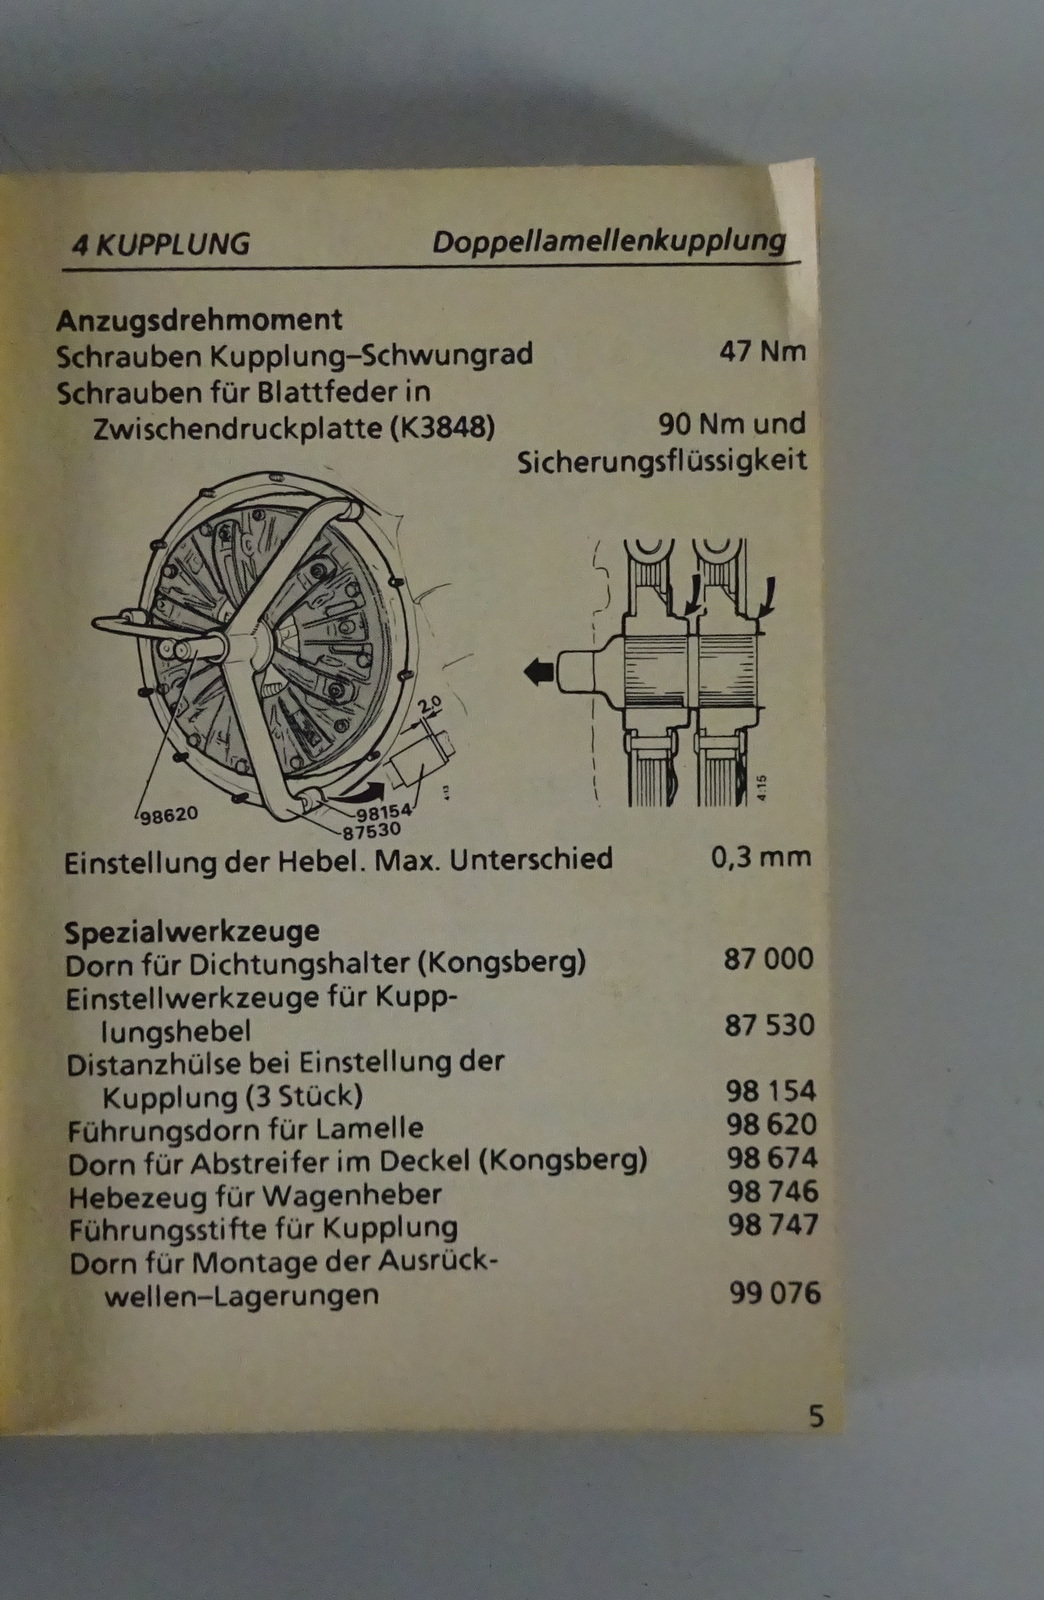 4 KUPPLUNG Doppellamellenkupplung
Anzugsdrehmoment
Schrauben Kupplung–Schwungrad 47 Nm
Schrauben für Blattfeder in
Zwischendruckplatte (K3848) 90 Nm und
Sicherungsflüssigkeit
2.0
98620
98154
87530
4:13
4:15
Einstellung der Hebel. Max. Unterschied 0,3 mm
Spezialwerkzeuge
Dorn für Dichtungshalter (Kongsberg) 87 000
Einstellwerkzeuge für Kupp-
lungshebel 87 530
Distanzhülse bei Einstellung der
Kupplung (3 Stück) 98 154
Führungsdorn für Lamelle 98 620
Dorn für Abstreifer im Deckel (Kongsberg) 98 674
Hebezeug für Wagenheber 98 746
Führungsstifte für Kupplung 98 747
Dorn für Montage der Ausrück-
wellen–Lagerungen 99 076
5